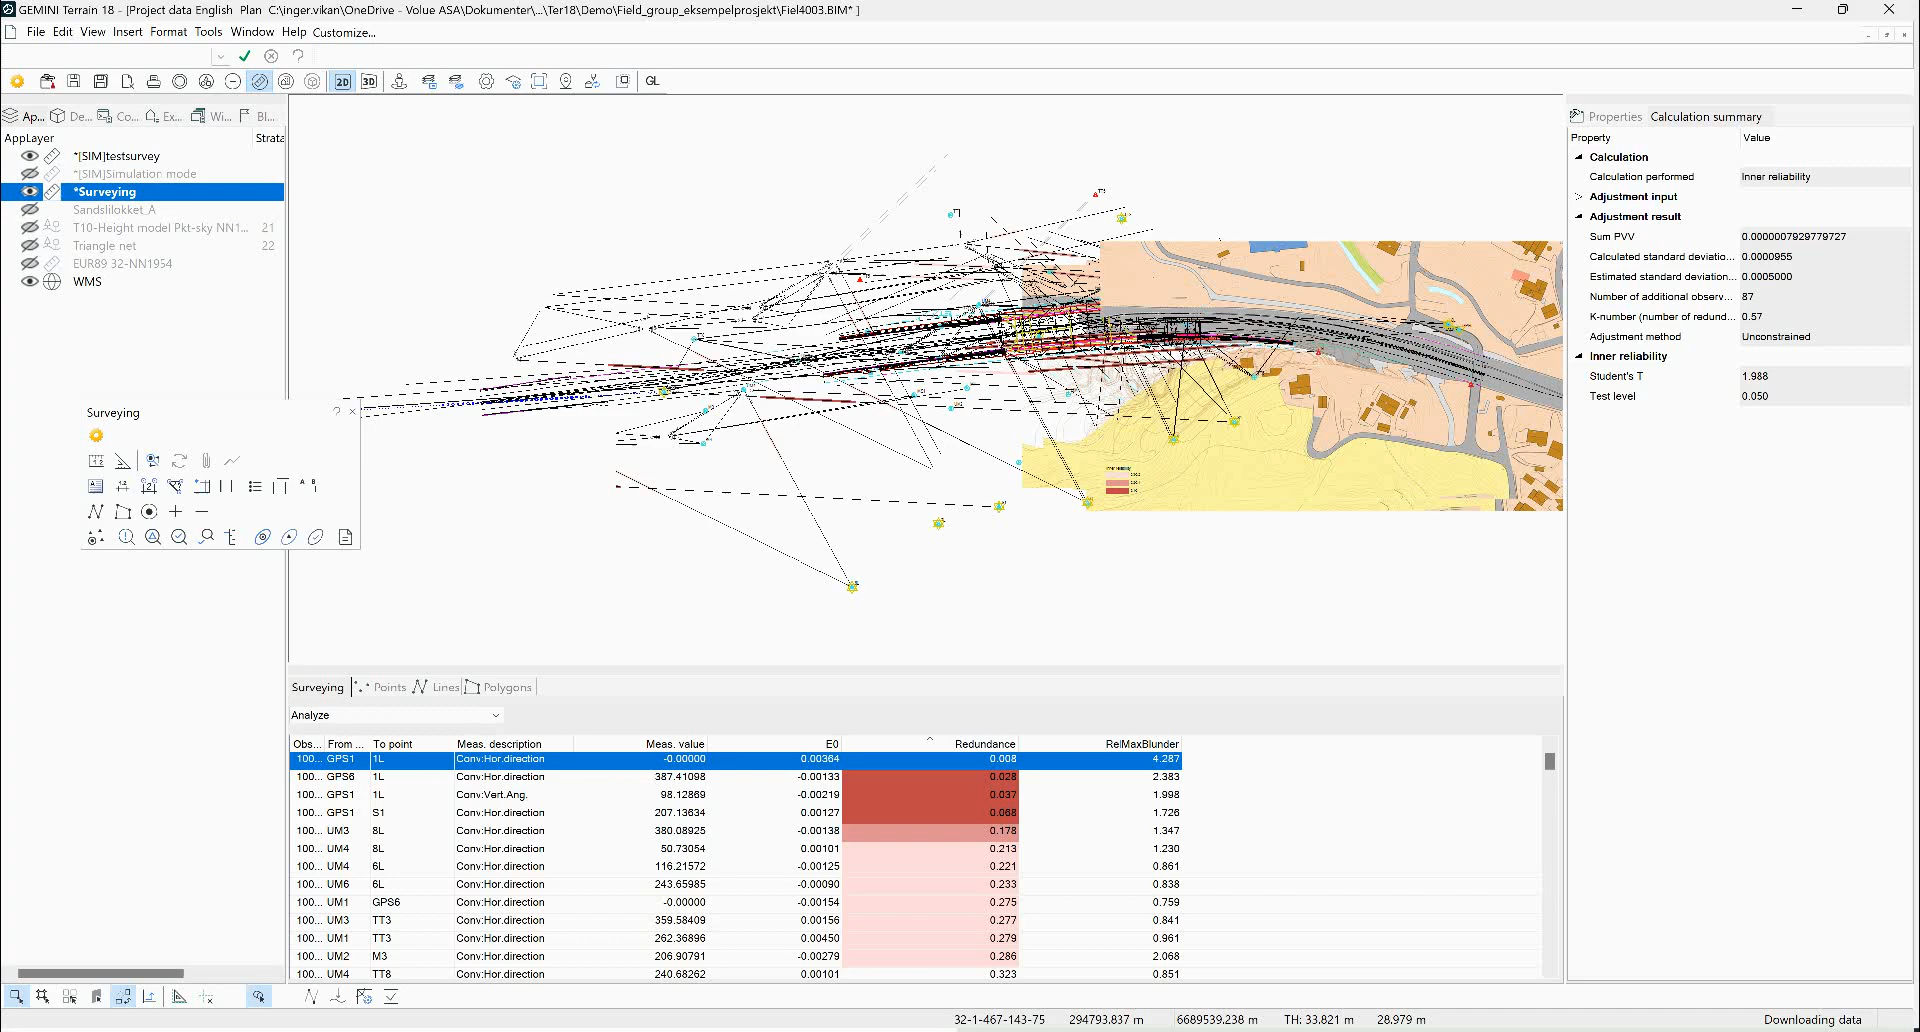 GEMINI Terrain 18 - [Project data English  Plan  C:\inger.vikan\OneDrive - Volue ASA\Dokumenter\...\Ter18\Demo\Field_group_eksempelprosjekt\Fiel4003.BIM* ]
File Edit View Insert Format Tools Window Help Customize...
2D 3D GL
Ap... De... Co... Ex... Wi... Bl...
AppLayer Strata
*[SIM]testsurvey
*[SIM]Simulation mode
*Surveying
Sandslilokket_A
T10-Height model Pkt-sky NN1... 21
Triangle net 22
EUR89 32-NN1954
WMS
Surveying ?
Properties Calculation summary
Property Value
Calculation
Calculation performed Inner reliability
Adjustment input
Adjustment result
Sum PVV 0.0000007929779727
Calculated standard deviatio... 0.0000955
Estimated standard deviation... 0.0005000
Number of additional observ... 87
K-number (number of redund... 0.57
Adjustment method Unconstrained
Inner reliability
Student's T 1.988
Test level 0.050
Surveying Points Lines Polygons
Analyze
Obs... From ... To point Meas. description Meas. value E0 Redundance RelMaxBlunder
100... GPS1 1L Conv:Hor.direction -0.00000 0.00364 0.008 4.287
100... GPS6 1L Conv:Hor.direction 387.41098 -0.00133 0.028 2.383
100... GPS1 1L Conv:Vert.Ang. 98.12869 -0.00219 0.037 1.998
100... GPS1 S1 Conv:Hor.direction 207.13634 0.00127 0.068 1.726
100... UM3 8L Conv:Hor.direction 380.08925 -0.00138 0.178 1.347
100... UM4 8L Conv:Hor.direction 50.73054 0.00101 0.213 1.230
100... UM4 6L Conv:Hor.direction 116.21572 -0.00125 0.221 0.861
100... UM6 6L Conv:Hor.direction 243.65985 -0.00090 0.233 0.838
100... UM1 GPS6 Conv:Hor.direction -0.00000 -0.00154 0.275 0.759
100... UM3 TT3 Conv:Hor.direction 359.58409 0.00156 0.277 0.841
100... UM1 TT3 Conv:Hor.direction 262.36896 0.00450 0.279 0.961
100... UM2 M3 Conv:Hor.direction 206.90791 -0.00279 0.286 2.068
100... UM4 TT8 Conv:Hor.direction 240.68262 0.00101 0.323 0.851
32-1-467-143-75 294793.837 m 6689539.238 m TH: 33.821 m 28.979 m Downloading data